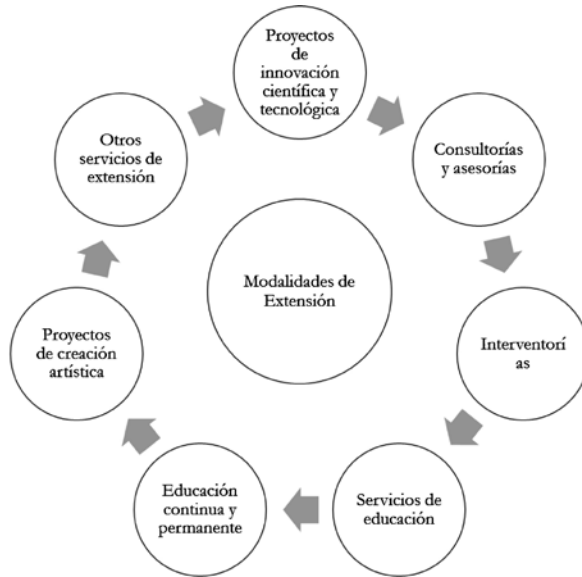 Proyectos
de
innovación
científica y
tecnológica
Consultorías
y asesorías
Interventorí
as
Servicios de
educación
Educación
continua y
permanente
Proyectos
de creación
artística
Otros
servicios de
extensión
Modalidades de
Extensión